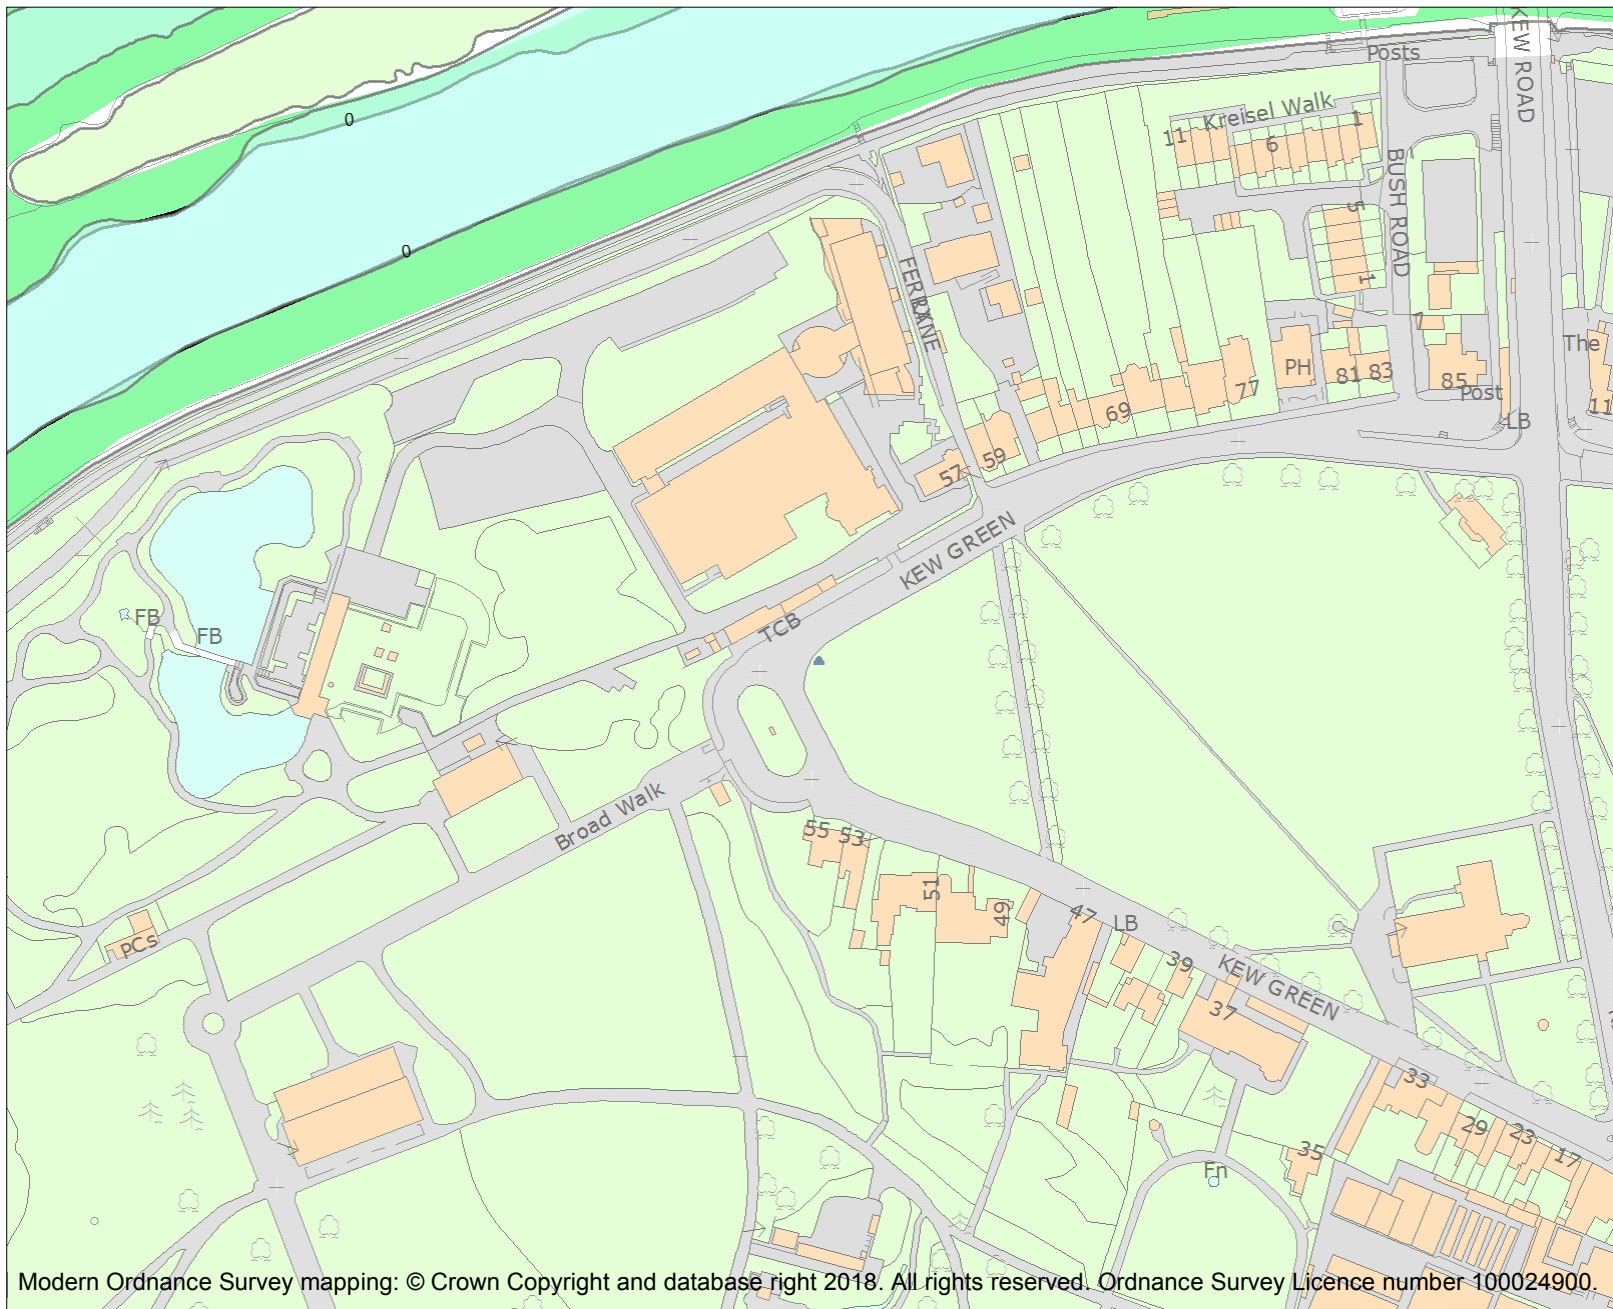 KEW ROAD
Posts
Kreisel Walk
11
6
1
0
BUSH ROAD
5
0
FERRY LANE
1
7
The
PH
81
83
85
77
Post
69
11
LB
59
57
KEW GREEN
FB
FB
TCB
Broad Walk
55
53
51
49
47
LB
PCs
39
KEW GREEN
37
33
29
23
17
35
Fn
Modern Ordnance Survey mapping: © Crown Copyright and database right 2018. All rights reserved. Ordnance Survey Licence number 100024900.